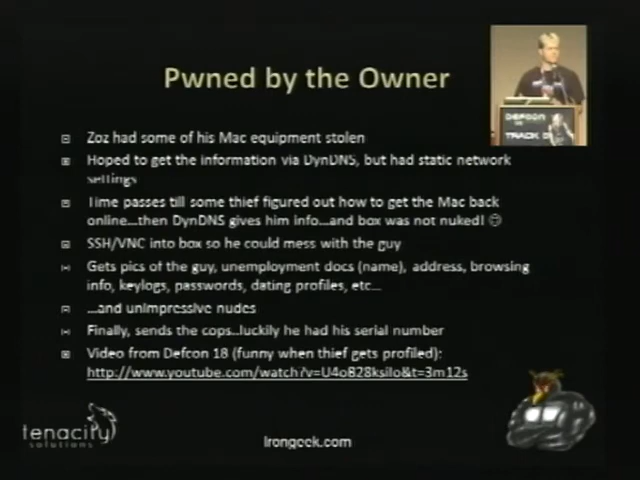 Pwned by the Owner
DEFCON
TRACK
Zoz had some of his Mac equipment stolen
Hoped to get the information via DynDNS, but had static network
settings
Time passes till some thief figured out how to get the Mac back
online...then DynDNS gives him info...and box was not nuked! ☺
SSH/VNC into box so he could mess with the guy
Gets pics of the guy, unemployment docs (name), address, browsing
info, keylogs, passwords, dating profiles, etc...
...and unimpressive nudes
Finally, sends the cops..luckily he had his serial number
Video from Defcon 18 (funny when thief gets profiled):
http://www.youtube.com/watch?v=U4oB28ksiIo&t=3m12s
tenacity
solutions
Irongeek.com